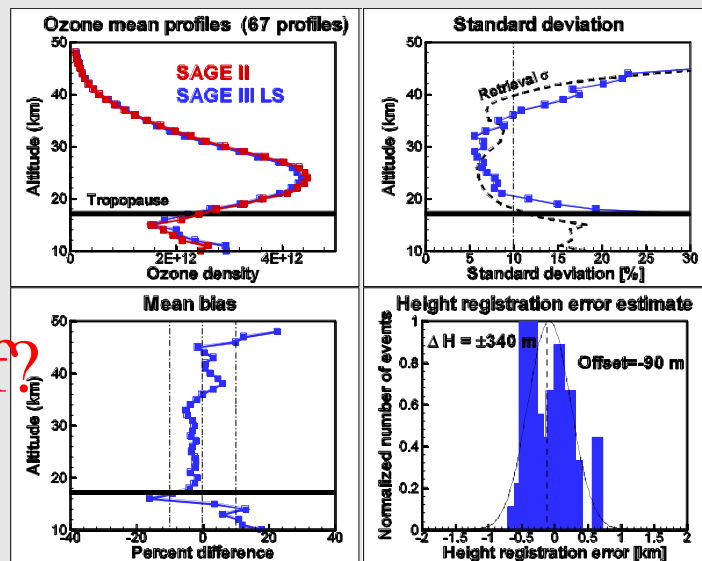 Ozone mean profiles (67 profiles)
50
40
30
20
10
Altitude (km)
SAGE II
SAGE III LS
Tropopause
0
2E+12
4E+12
Ozone density
Standard deviation
50
40
30
20
10
Altitude (km)
Retrieval σ
0
5
10
15
20
25
30
Standard deviation [%]
Mean bias
50
40
30
20
10
Altitude (km)
-40
-20
0
20
40
Percent difference
Height registration error estimate
1
0.8
0.6
0.4
0.2
0
Normalized number of events
Δ H = ±340 m
Offset=-90 m
-2
-1.5
-1
-0.5
0
0.5
1
1.5
2
Height registration error [km]